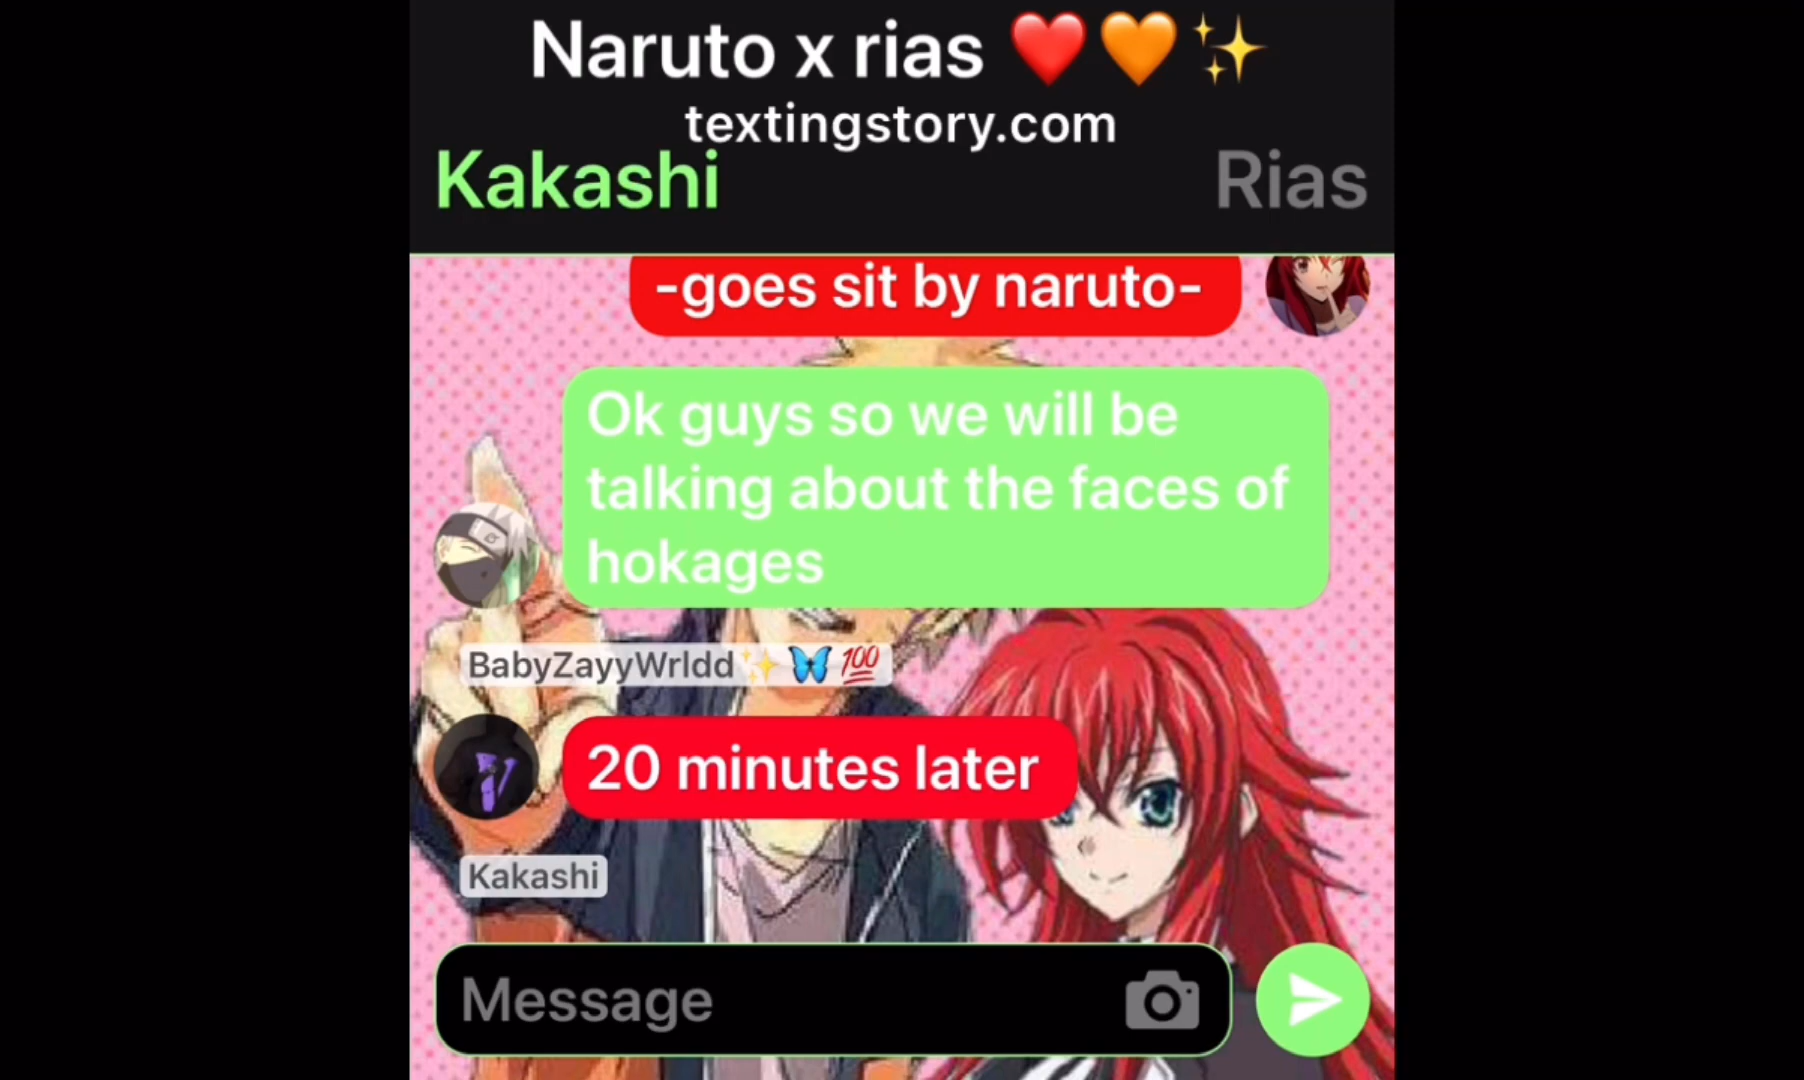 Naruto x rias ❤️🧡✨
textingstory.com
Kakashi
Rias
-goes sit by naruto-
Ok guys so we will be
talking about the faces of
hokages
BabyZayyWrldd✨🦋💯
20 minutes later
Kakashi
Message